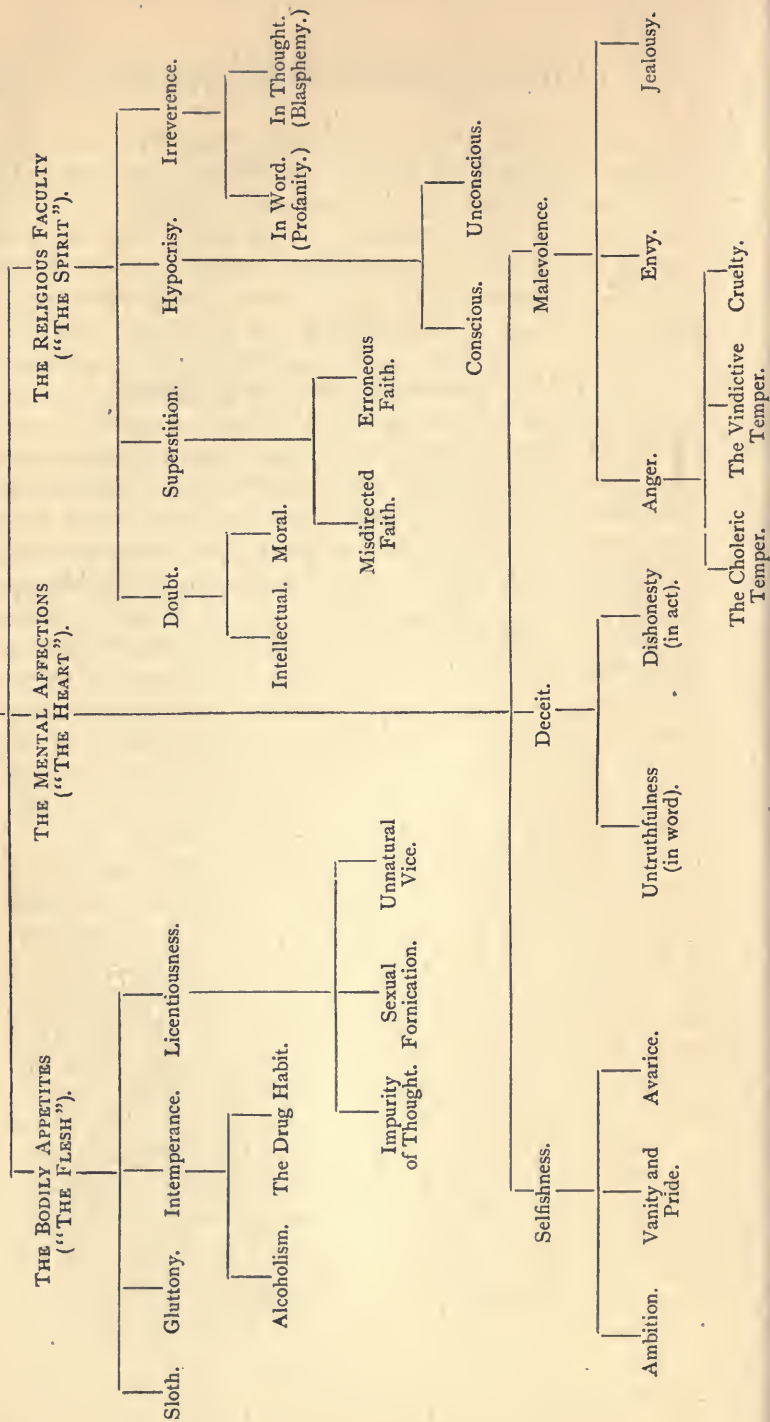 THE BODILY APPETITES
("THE FLESH").
THE MENTAL AFFECTIONS
("THE HEART").
THE RELIGIOUS FACULTY
("THE SPIRIT").
Sloth.
Gluttony.
Intemperance.
Licentiousness.
Doubt.
Superstition.
Hypocrisy.
Irreverence.
Alcoholism.
The Drug Habit.
Intellectual.
Moral.
In Word.
(Profanity.)
In Thought.
(Blasphemy.)
Impurity
of Thought.
Sexual
Fornication.
Unnatural
Vice.
Misdirected
Faith.
Erroneous
Faith.
Conscious.
Unconscious.
Selfishness.
Deceit.
Malevolence.
Ambition.
Vanity and
Pride.
Avarice.
Untruthfulness
(in word).
Dishonesty
(in act).
Anger.
Envy.
Jealousy.
The Choleric
Temper.
The Vindictive
Temper.
Cruelty.